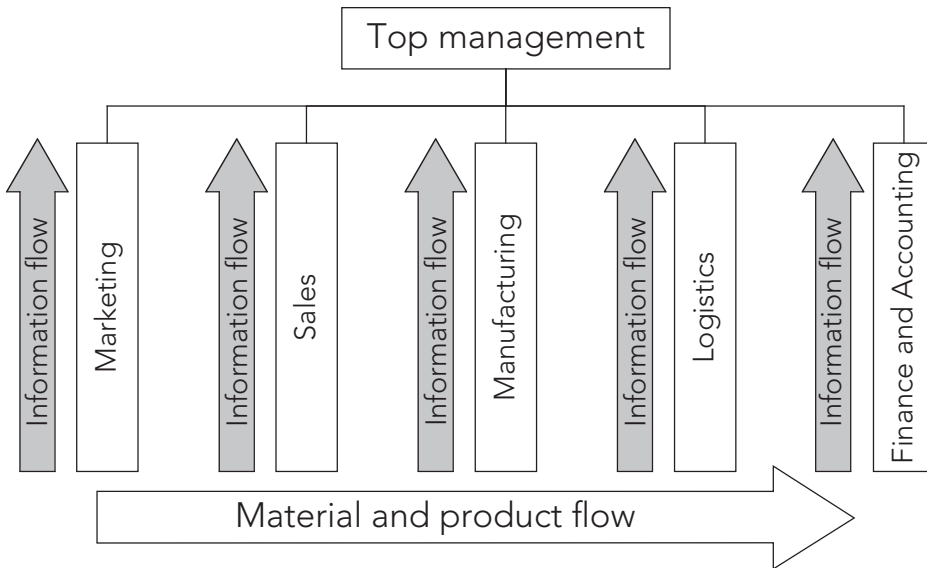 Top management
Information flow
Marketing
Information flow
Sales
Information flow
Manufacturing
Information flow
Logistics
Information flow
Finance and Accounting
Material and product flow